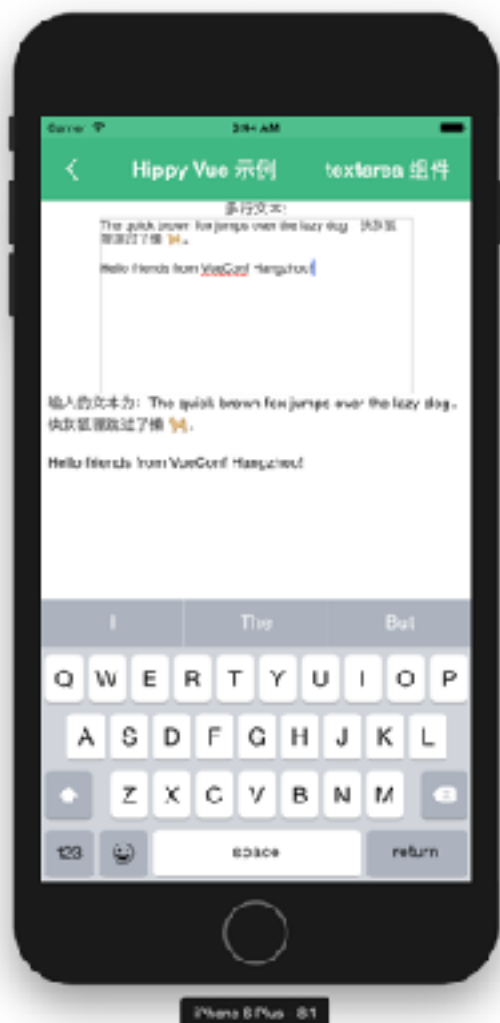 Carrier
AM
Hippy Vue 示例 textarea 组件
多行文本:
The quick brown fox jumps over the lazy dog,快灰狐
狸跳过了懒 🐕。
Hello friends from VueConf Hangzhou!
输入的文本为:The quick brown fox jumps over the lazy dog,
快灰狐狸跳过了懒 🐕。
Hello friends from VueConf Hangzhou!
I The But
Q W E R T Y U I O P
A S D F G H J K L
Z X C V B N M
123 space return
iPhone Plus